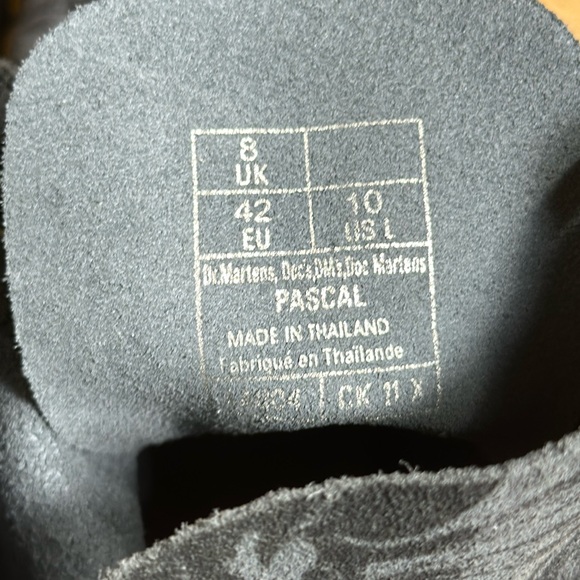 8
UK
42 10
EU US L
Dr.Martens, Doc's,DMs,Doc Martens
PASCAL
MADE IN THAILAND
Fabriqué en Thaïlande
CK 11 X